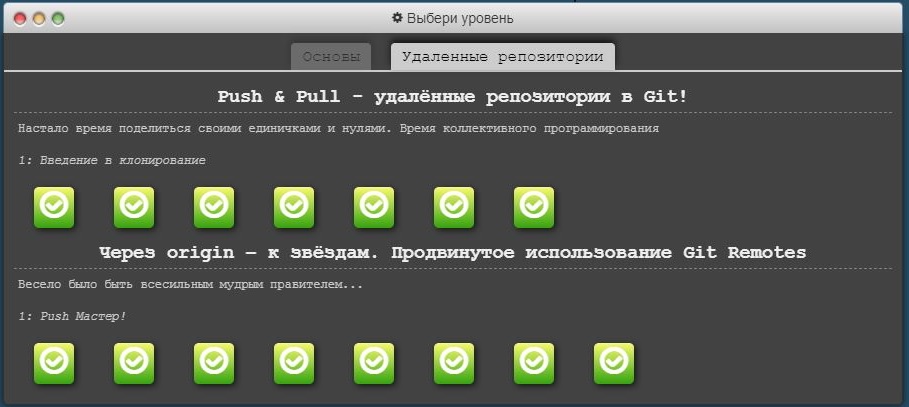 Выбери уровень
Основы
Удаленные репозитории
Push & Pull - удалённые репозитории в Git!
Настало время поделиться своими единичками и нулями. Время коллективного программирования
1: Введение в клонирование
Через origin – к звёздам. Продвинутое использование Git Remotes
Весело было быть всесильным мудрым правителем...
1: Push Мастер!